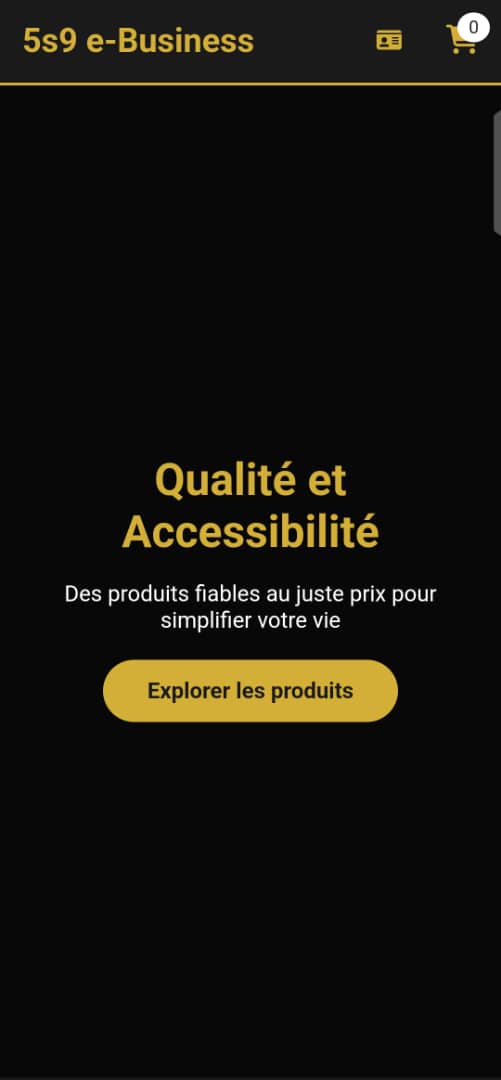 5s9 e-Business
0
Qualité et
Accessibilité
Des produits fiables au juste prix pour
simplifier votre vie
Explorer les produits